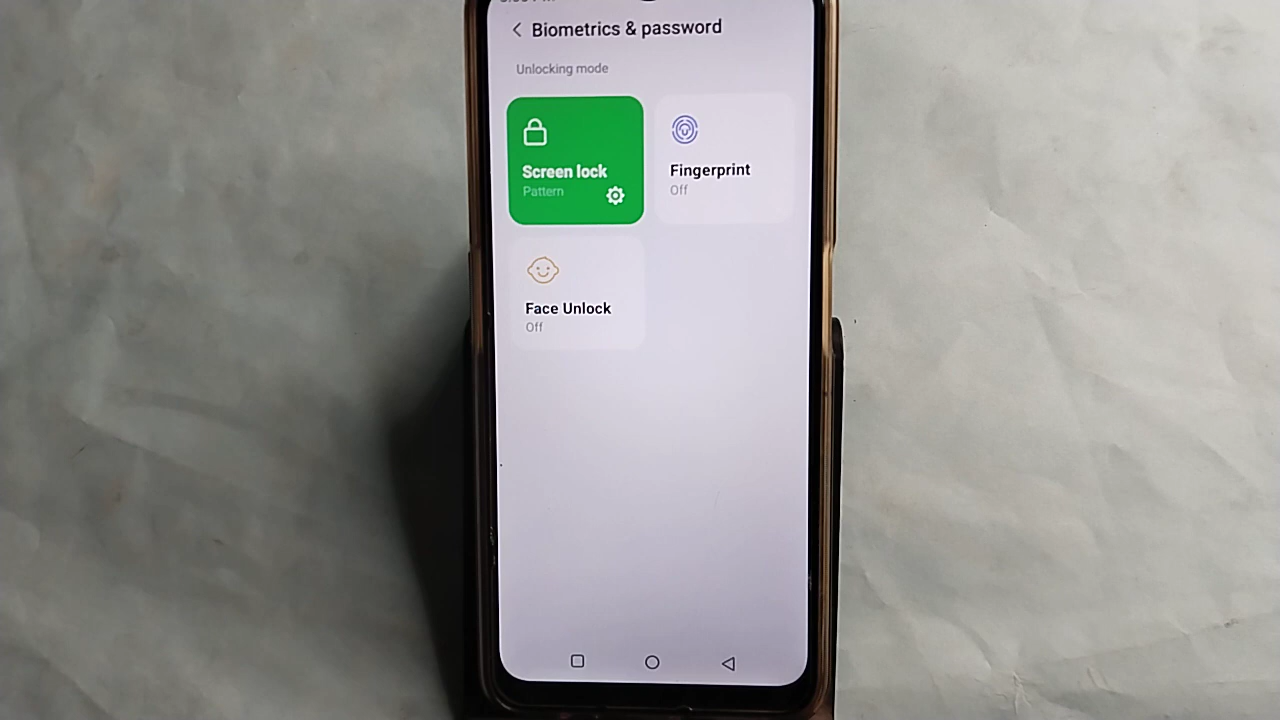 Biometrics & password
Unlocking mode
Screen lock
Pattern
Fingerprint
Off
Face Unlock
Off